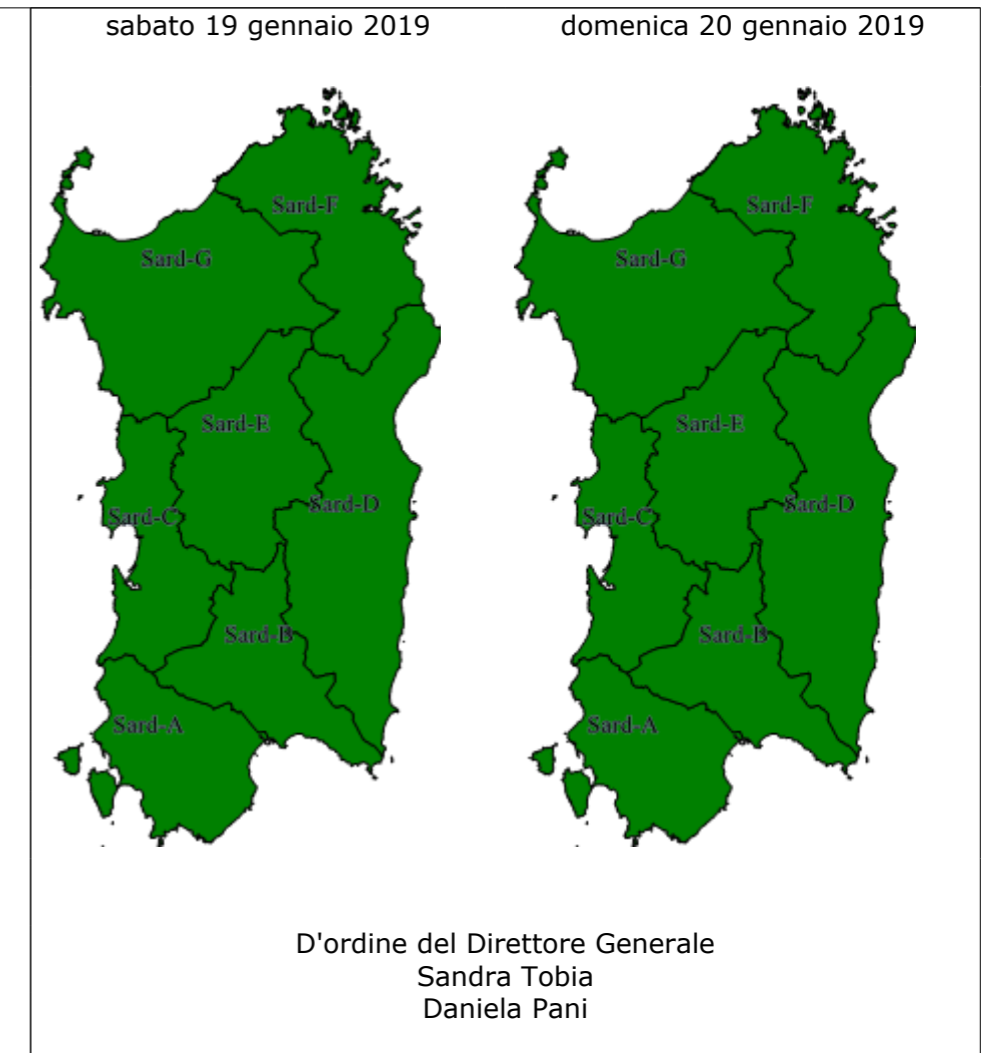 sabato 19 gennaio 2019
domenica 20 gennaio 2019
Sard-F
Sard-G
Sard-E
Sard-D
Sard-C
Sard-B
Sard-A
Sard-F
Sard-G
Sard-E
Sard-D
Sard-C
Sard-B
Sard-A
D'ordine del Direttore Generale
Sandra Tobia
Daniela Pani